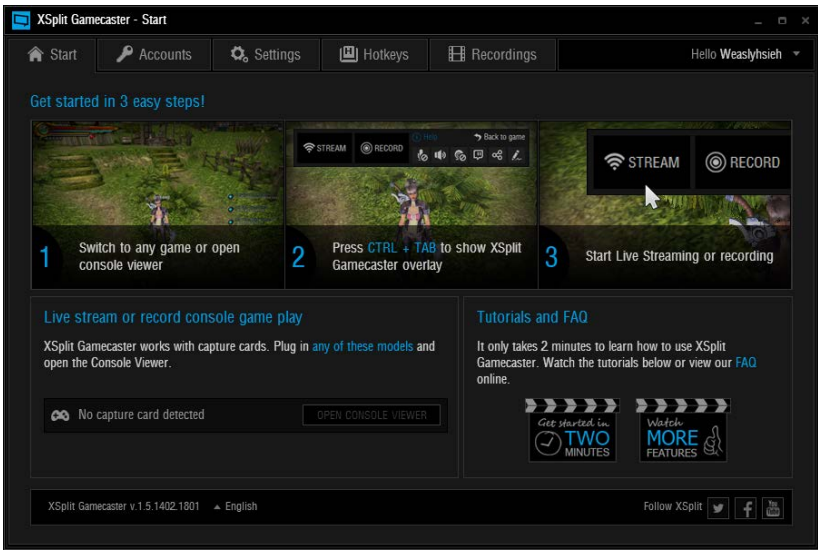 XSplit Gamecaster - Start
Start
Accounts
Settings
Hotkeys
Recordings
Hello Weaslyhsieh
Get started in 3 easy steps!
STREAM
RECORD
Help
Back to game
STREAM
RECORD
1
Switch to any game or open
console viewer
2
Press CTRL + TAB to show XSplit
Gamecaster overlay
3
Start Live Streaming or recording
Live stream or record console game play
XSplit Gamecaster works with capture cards. Plug in any of these models and
open the Console Viewer.
No capture card detected
OPEN CONSOLE VIEWER
Tutorials and FAQ
It only takes 2 minutes to learn how to use XSplit
Gamecaster. Watch the tutorials below or view our FAQ
online.
Get started in
TWO
MINUTES
Watch
MORE
FEATURES
XSplit Gamecaster v.1.5.1402.1801
English
Follow XSplit
You
Tube